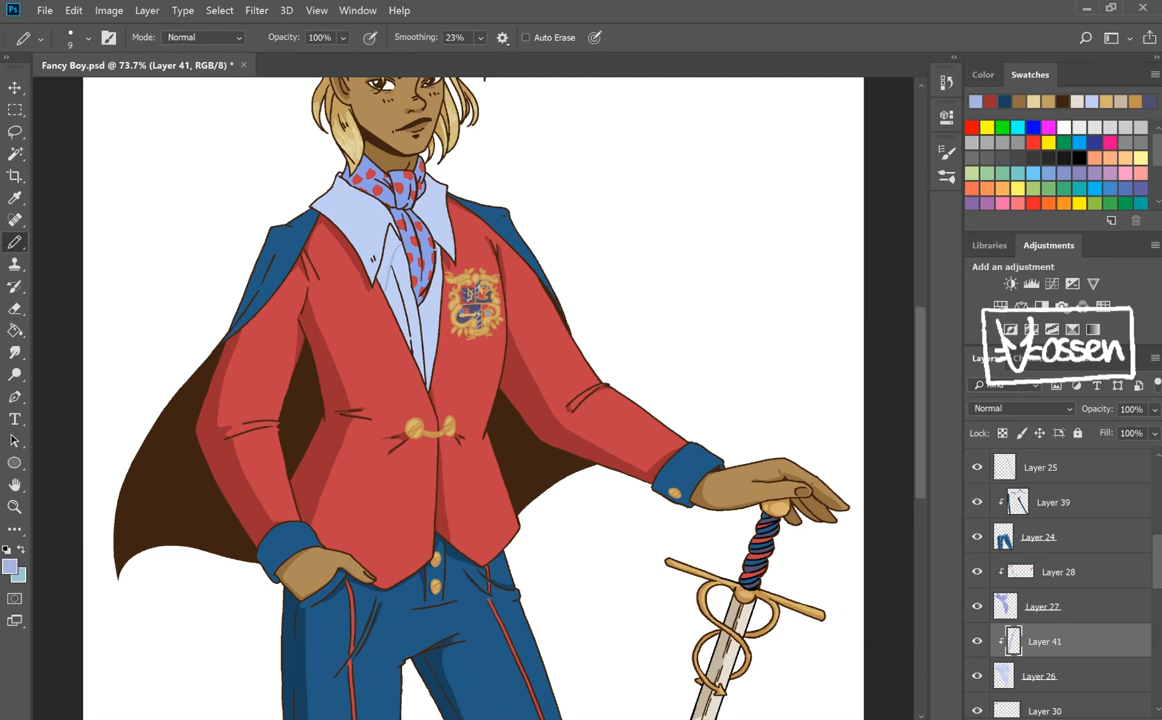 Ps File Edit Image Layer Type Select Filter 3D View Window Help
9 Mode: Normal Opacity: 100% Smoothing: 23% Auto Erase
Fancy Boy.psd @ 73.7% (Layer 41, RGB/8) * ×
Color Swatches
Libraries Adjustments
Add an adjustment
Normal Opacity: 100%
Lock: Fill: 100%
Layer 25
Layer 39
Layer 24
Layer 28
Layer 27
Layer 41
Layer 26
Layer 30